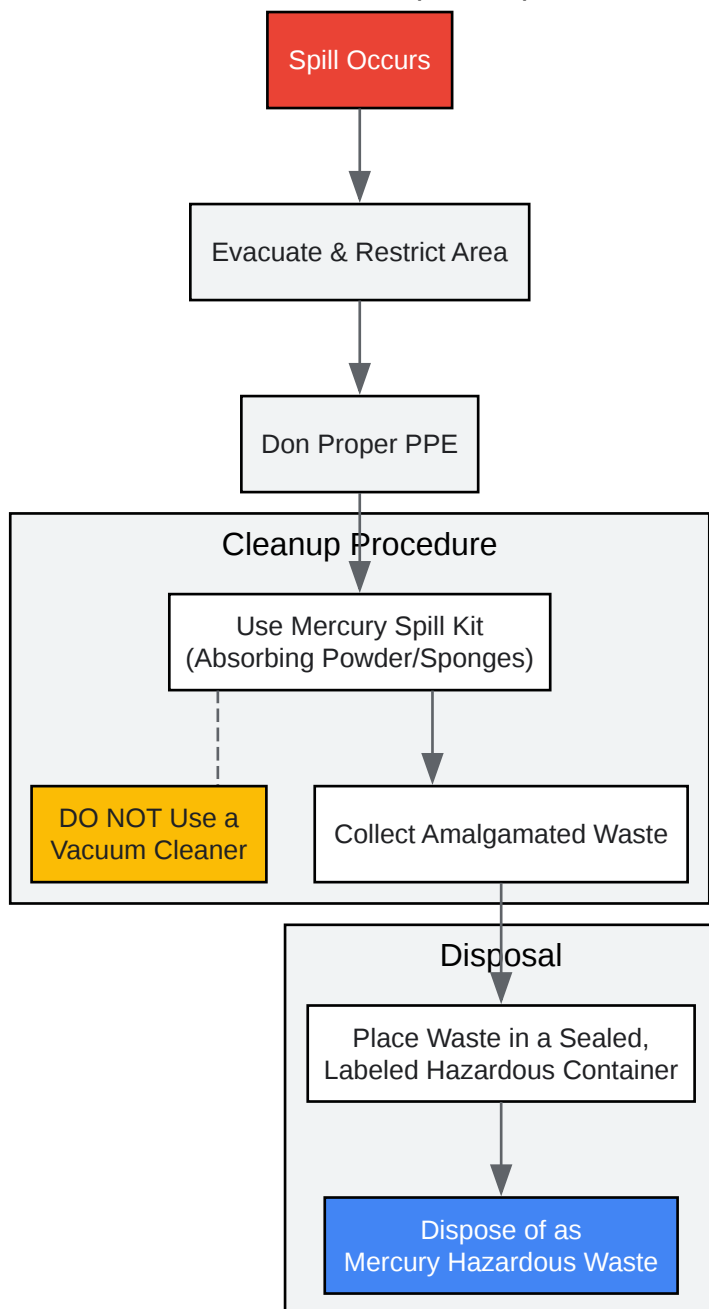 Spill Occurs
Evacuate & Restrict Area
Don Proper PPE
Cleanup Procedure
Use Mercury Spill Kit
(Absorbing Powder/Sponges)
DO NOT Use a
Vacuum Cleaner
Collect Amalgamated Waste
Disposal
Place Waste in a Sealed,
Labeled Hazardous Container
Dispose of as
Mercury Hazardous Waste